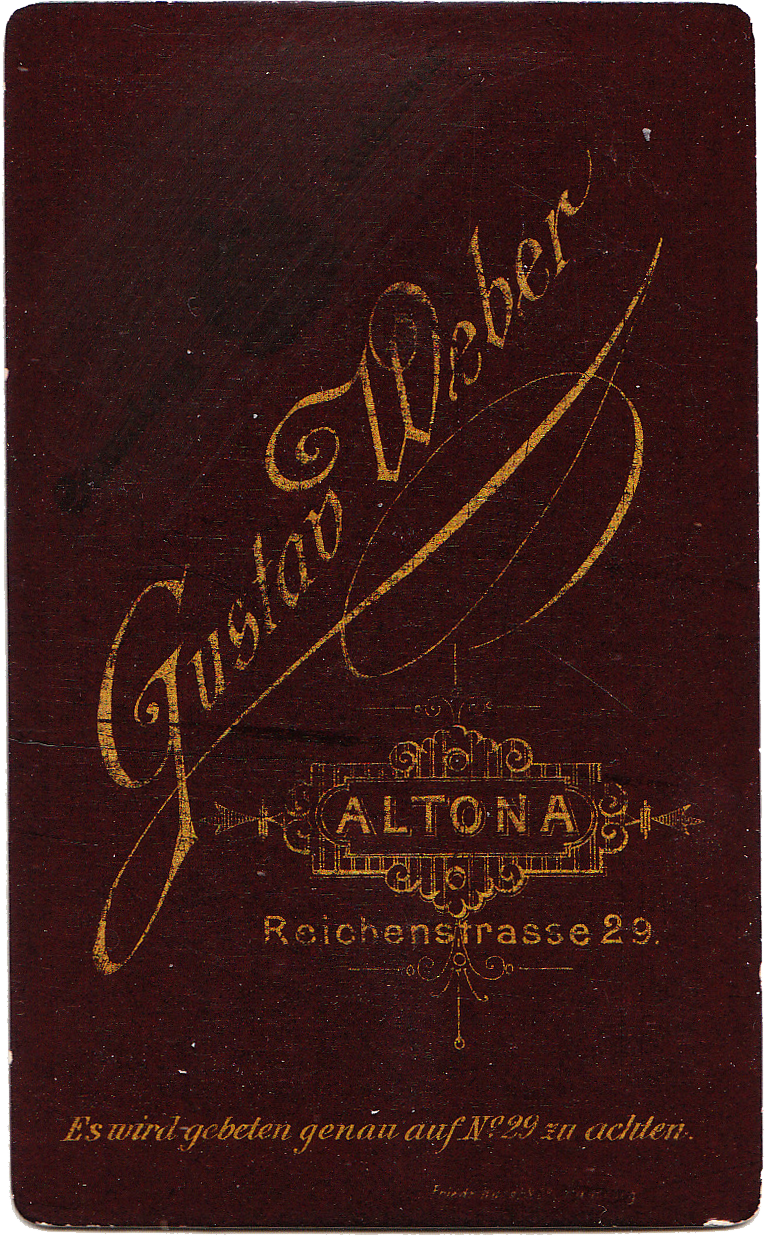 Gustav Weber
ALTONA
Reichenstrasse 29.
Es wird gebeten genau auf No 29 zu achten.